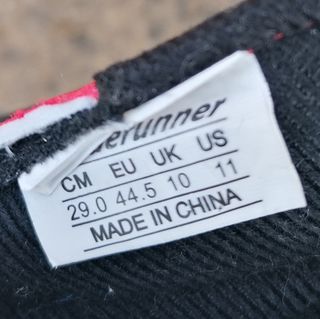 erunner
CM EU UK US
29.0 44.5 10 11
MADE IN CHINA